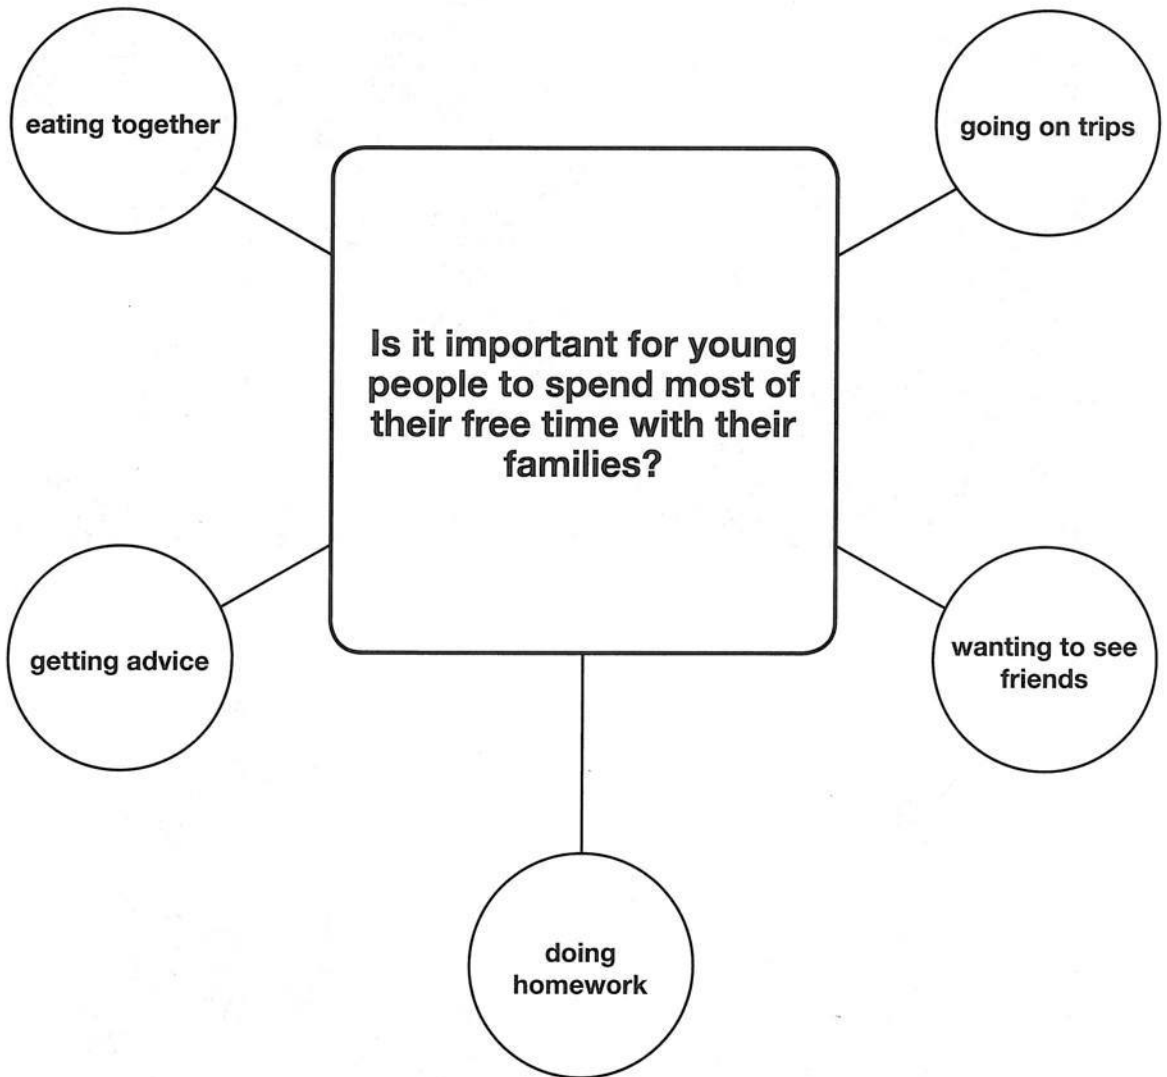 eating together
going on trips
Is it important for young
people to spend most of
their free time with their
families?
getting advice
wanting to see
friends
doing
homework